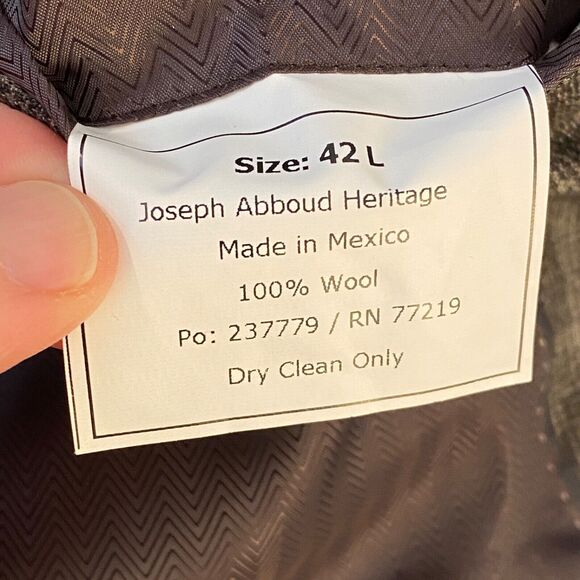 Size: 42 L
Joseph Abboud Heritage
Made in Mexico
100% Wool
Po: 237779 / RN 77219
Dry Clean Only